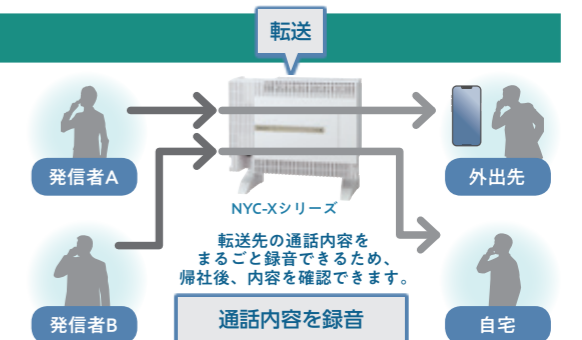 転送
発信者A
外出先
NYC-Xシリーズ
転送先の通話内容を
まるごと録音できるため、
帰社後、内容を確認できます。
発信者B
通話内容を録音
自宅